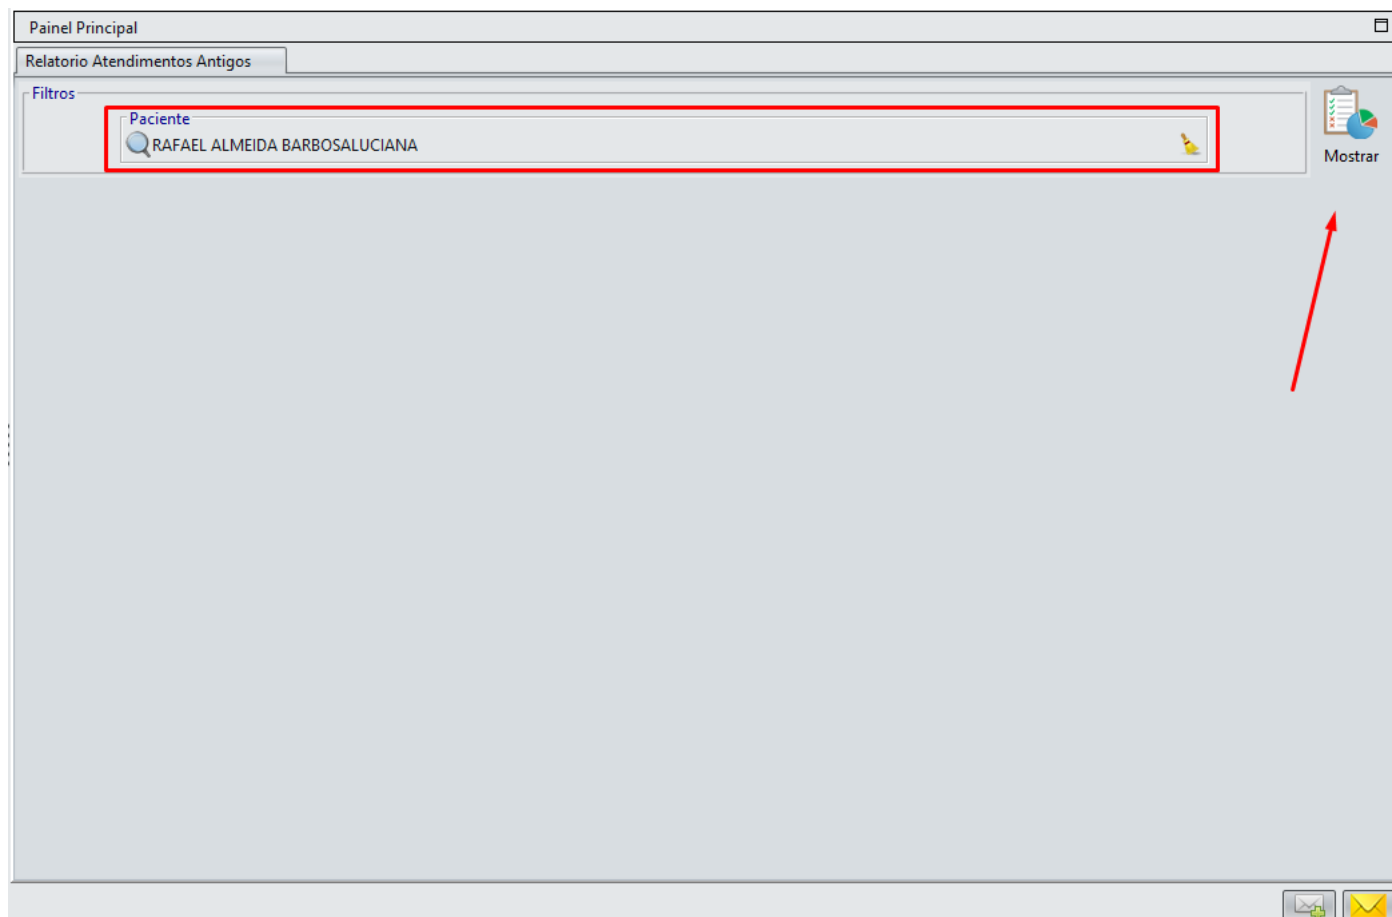 Painel Principal
Relatorio Atendimentos Antigos
Filtros
Paciente
RAFAEL ALMEIDA BARBOSALUCIANA
Mostrar